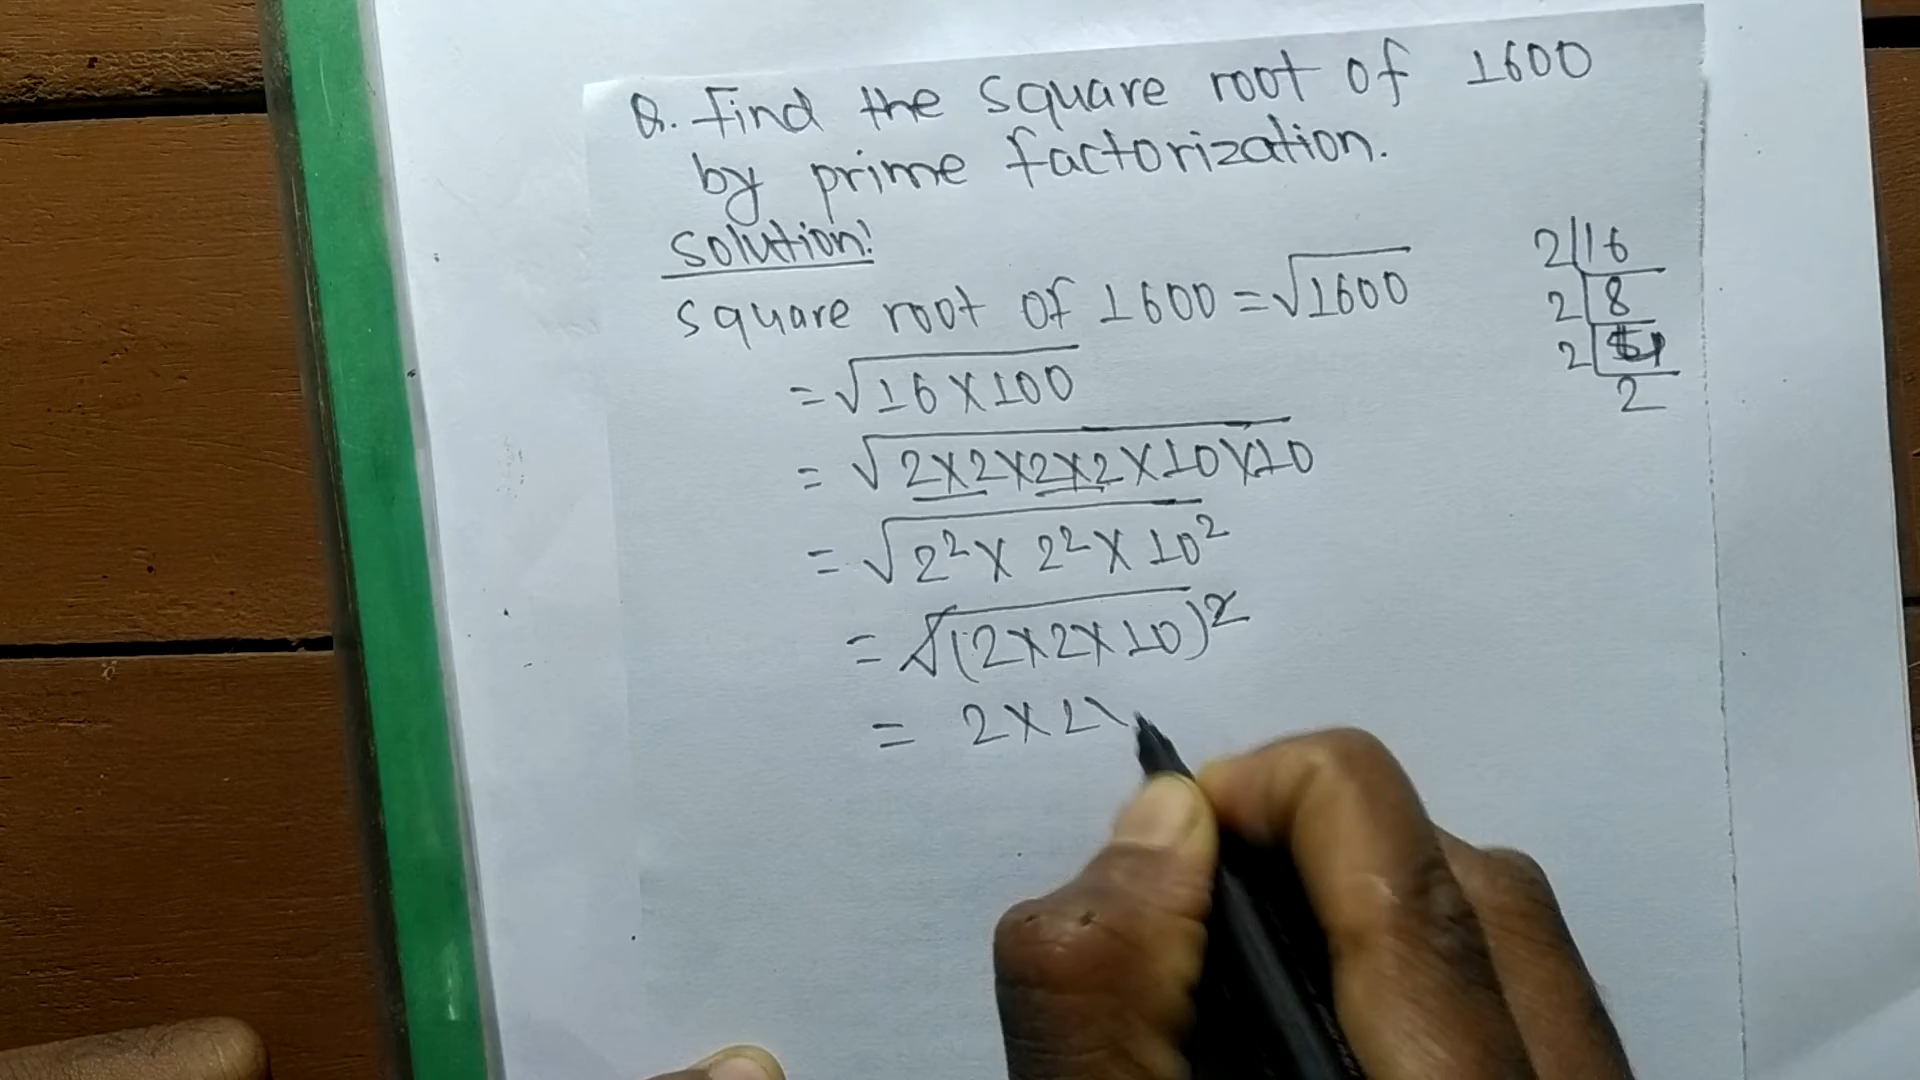 Q. Find the square root of 1600
by prime factorization.
Solution:
square root of 1600 = √1600
= √16×100
= √2×2×2×2×10×10
= √2²×2²×10²
= √(2×2×10)²
= 2×2×
2|16
2|8
2|4
2